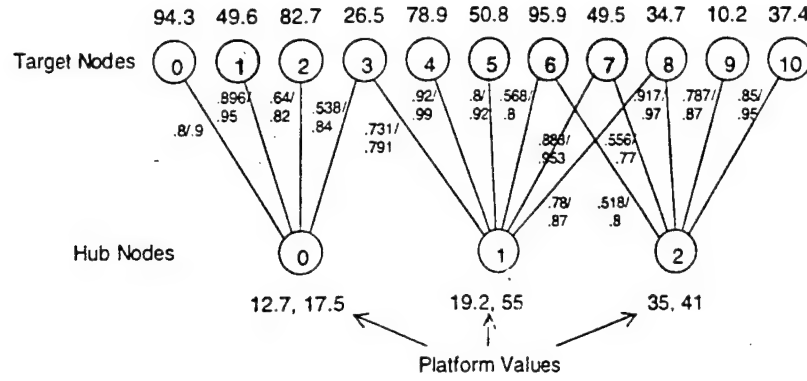 94.3 49.6 82.7 26.5 78.9 50.8 95.9 49.5 34.7 10.2 37.4
Target Nodes 0 1 2 3 4 5 6 7 8 9 10
.8/.9 .896/ .95 .64/ .82 .538/ .84 .731/ .791 .92/ .99 .8/ .92 .568/ .8 .883/ .953 .556/ .77 .917/ .97 .787/ .87 .85/ .95
.78/ .87 .518/ .8
Hub Nodes 0 1 2
12.7, 17.5 19.2, 55 35, 41
Platform Values